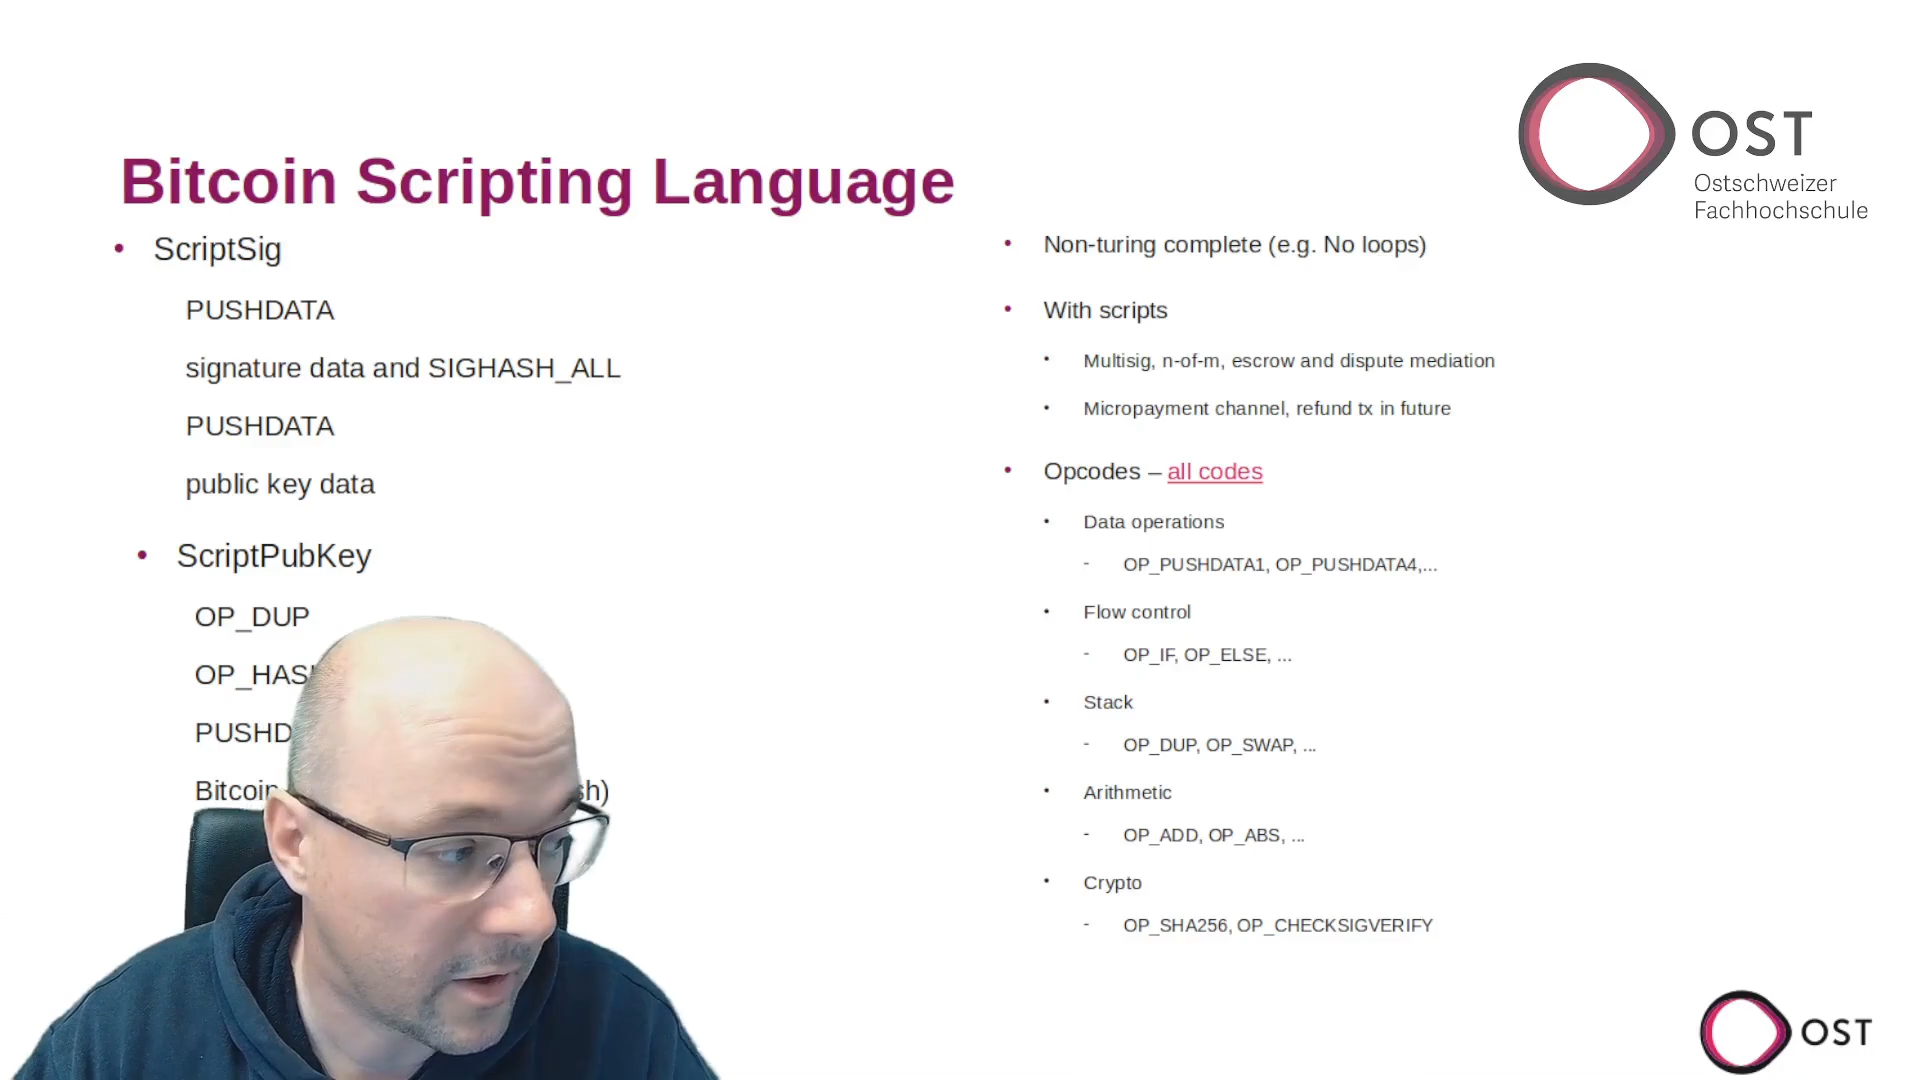 OST
Ostschweizer
Fachhochschule
Bitcoin Scripting Language
ScriptSig
PUSHDATA
signature data and SIGHASH_ALL
PUSHDATA
public key data
ScriptPubKey
OP_DUP
Non-turing complete (e.g. No loops)
With scripts
Multisig, n-of-m, escrow and dispute mediation
Micropayment channel, refund tx in future
Opcodes – all codes
Data operations
- OP_PUSHDATA1, OP_PUSHDATA4,...
Flow control
- OP_IF, OP_ELSE, ...
Stack
- OP_DUP, OP_SWAP, ...
Arithmetic
- OP_ADD, OP_ABS, ...
Crypto
- OP_SHA256, OP_CHECKSIGVERIFY
OST